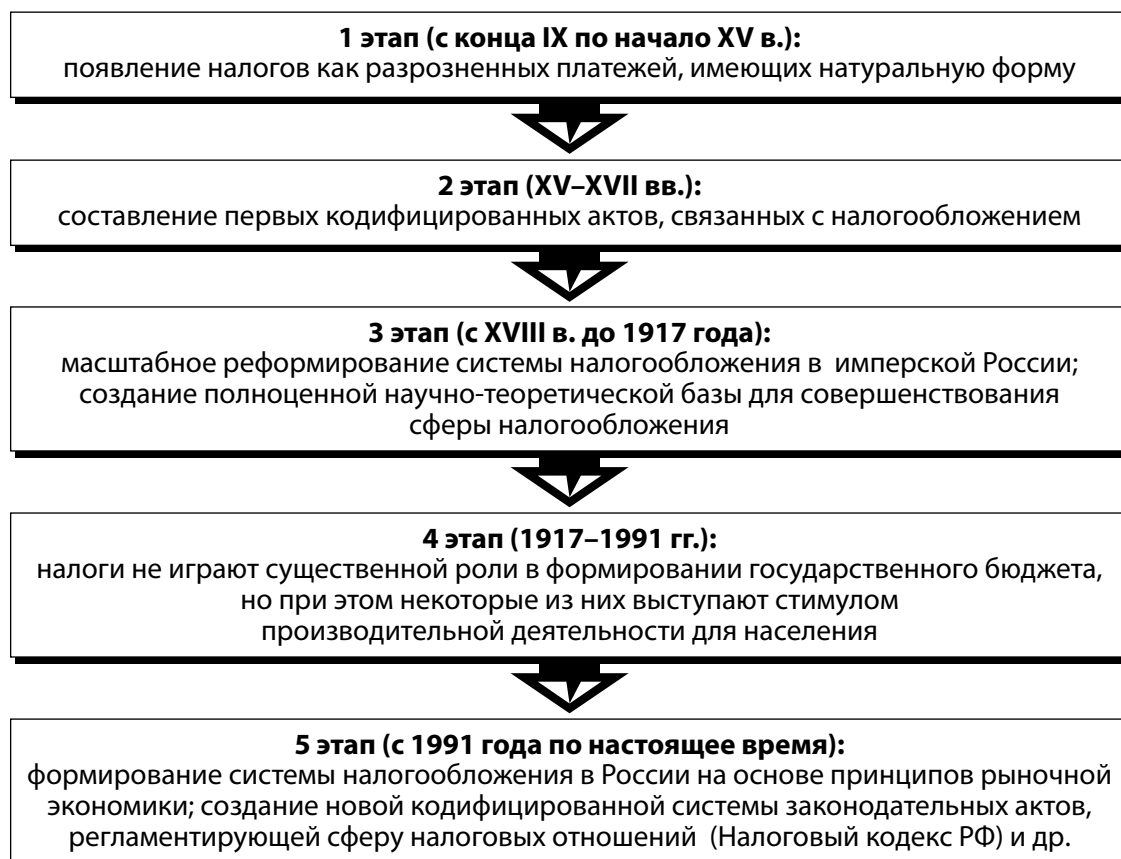 1 этап (с конца IX по начало XV в.):
появление налогов как разрозненных платежей, имеющих натуральную форму
2 этап (XV–XVII вв.):
составление первых кодифицированных актов, связанных с налогообложением
3 этап (с XVIII в. до 1917 года):
масштабное реформирование системы налогообложения в имперской России;
создание полноценной научно-теоретической базы для совершенствования
сферы налогообложения
4 этап (1917–1991 гг.):
налоги не играют существенной роли в формировании государственного бюджета,
но при этом некоторые из них выступают стимулом
производительной деятельности для населения
5 этап (с 1991 года по настоящее время):
формирование системы налогообложения в России на основе принципов рыночной
экономики; создание новой кодифицированной системы законодательных актов,
регламентирующей сферу налоговых отношений (Налоговый кодекс РФ) и др.